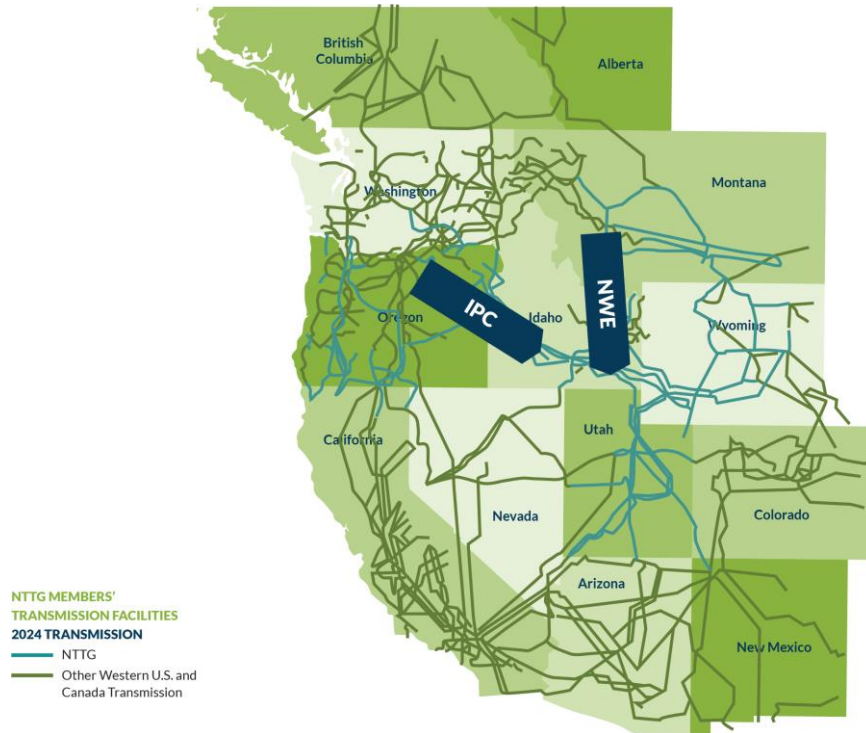 British
Columbia
Alberta
Washington
Montana
IPC
NWE
Oregon
Idaho
Wyoming
California
Utah
Nevada
Colorado
Arizona
New Mexico
NTTG MEMBERS'
TRANSMISSION FACILITIES
2024 TRANSMISSION
NTTG
Other Western U.S. and
Canada Transmission